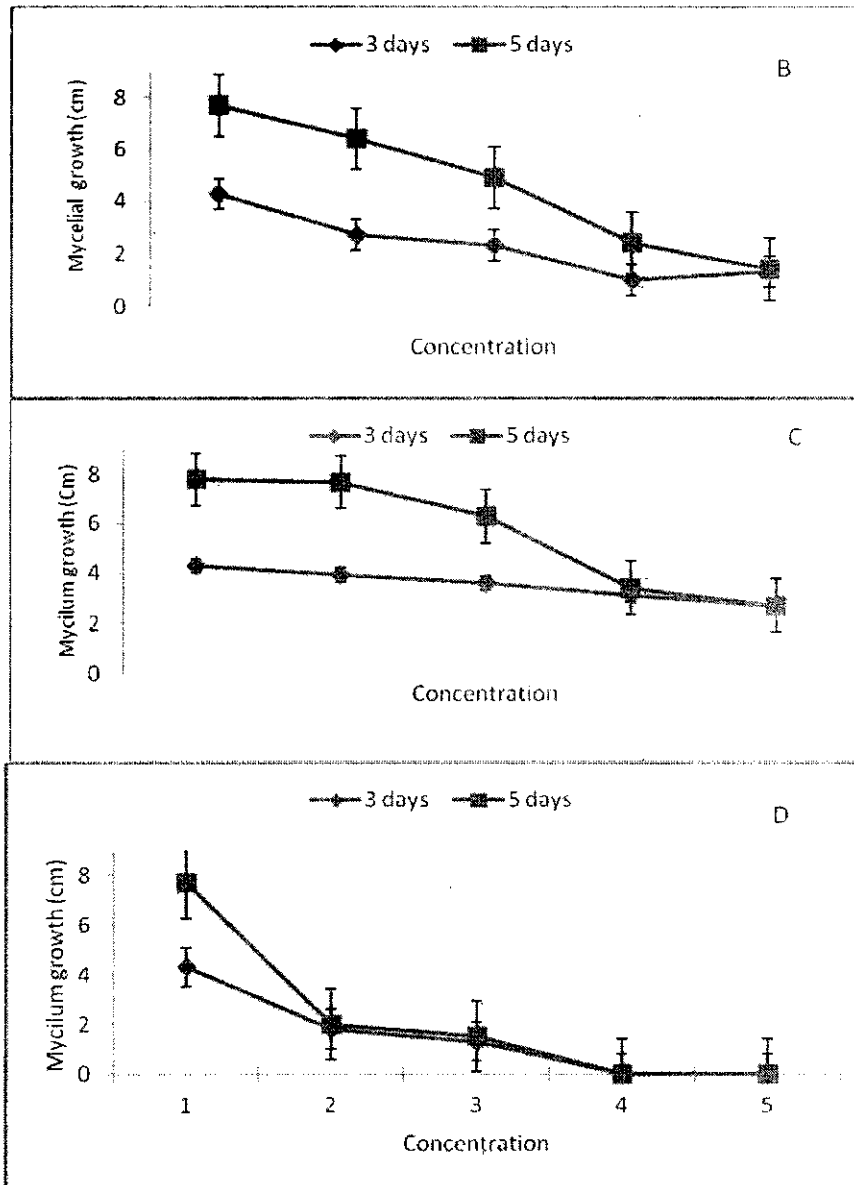 3 days 5 days
B
Mycelial growth (cm)
8
6
4
2
0
Concentration
3 days 5 days
C
Mycilum growth (Cm)
8
6
4
2
0
Concentration
3 days 5 days
D
Mycilum growth (cm)
8
6
4
2
0
1 2 3 4 5
Concentration